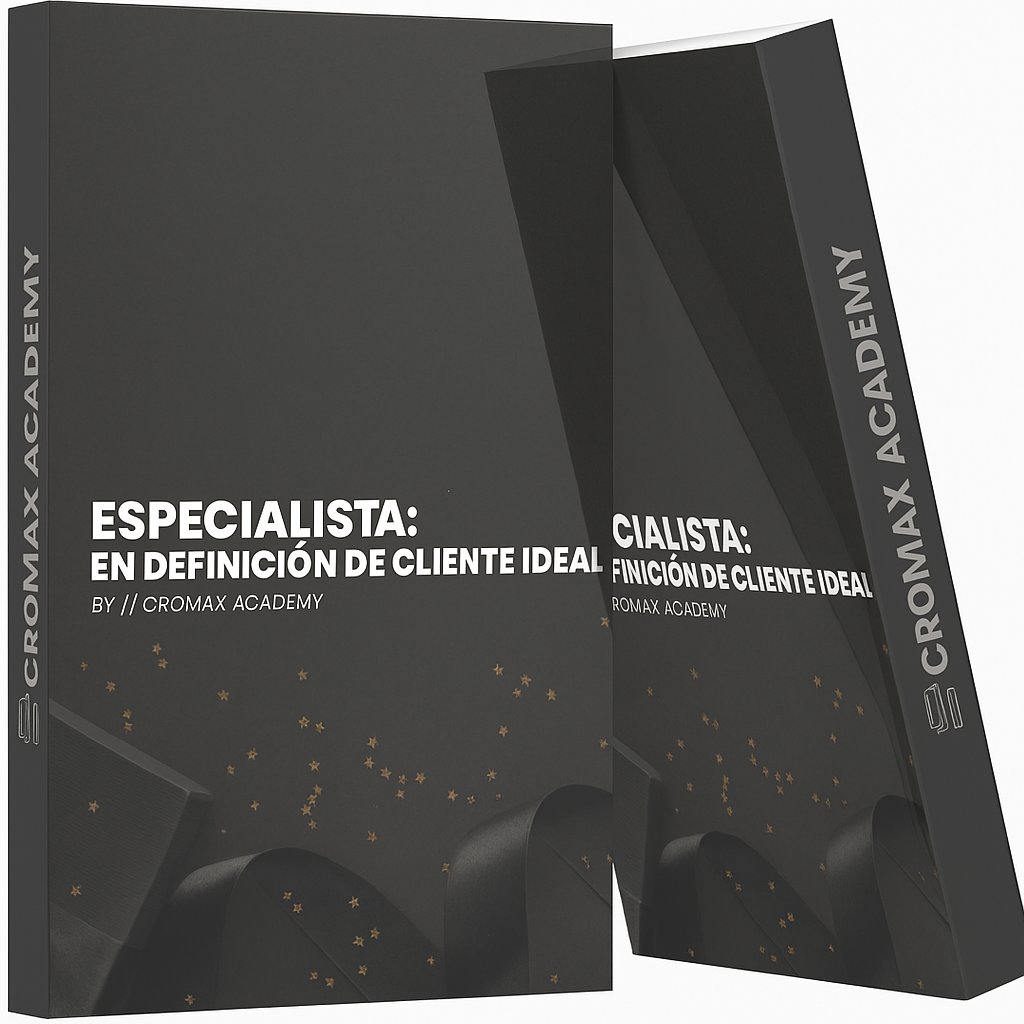 CROMAX ACADEMY
ESPECIALISTA:
EN DEFINICIÓN DE CLIENTE IDEAL
BY // CROMAX ACADEMY
CIALISTA:
FINICIÓN DE CLIENTE IDEAL
ROMAX ACADEMY
CROMAX ACADEMY